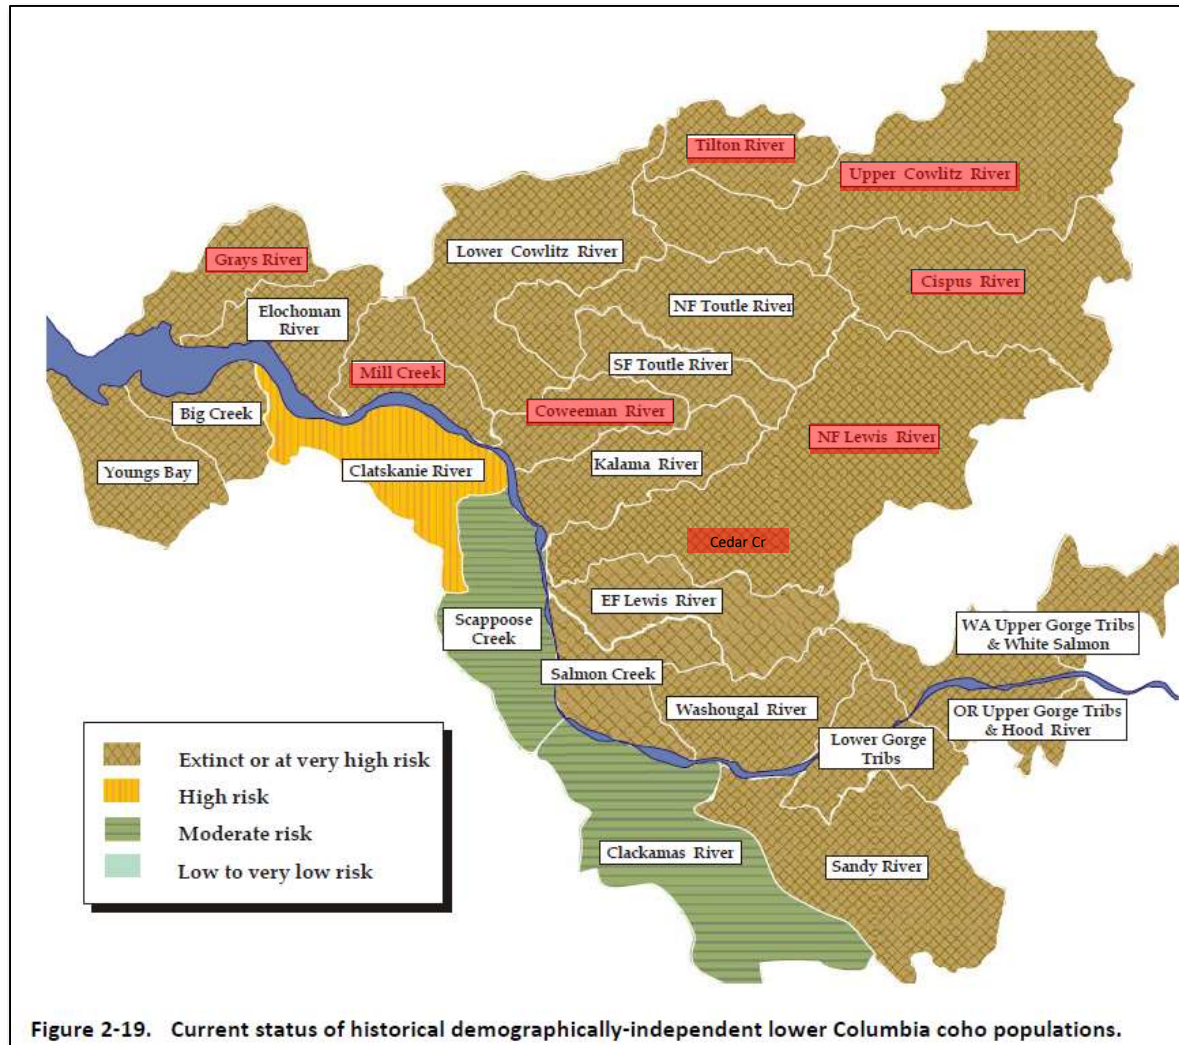 Tilton River
Upper Cowlitz River
Lower Cowlitz River
Grays River
Cispus River
Elochoman
River
NF Toutle River
SF Toutle River
Mill Creek
Coweeman River
Big Creek
NF Lewis River
Kalama River
Youngs Bay
Clatskanie River
Cedar Cr
EF Lewis River
Scappoose
Creek
WA Upper Gorge Tribs
& White Salmon
Salmon Creek
Washougal River
OR Upper Gorge Tribs
& Hood River
Lower Gorge
Tribs
Extinct or at very high risk
High risk
Moderate risk
Low to very low risk
Clackamas River
Sandy River
Figure 2-19. Current status of historical demographically-independent lower Columbia coho populations.